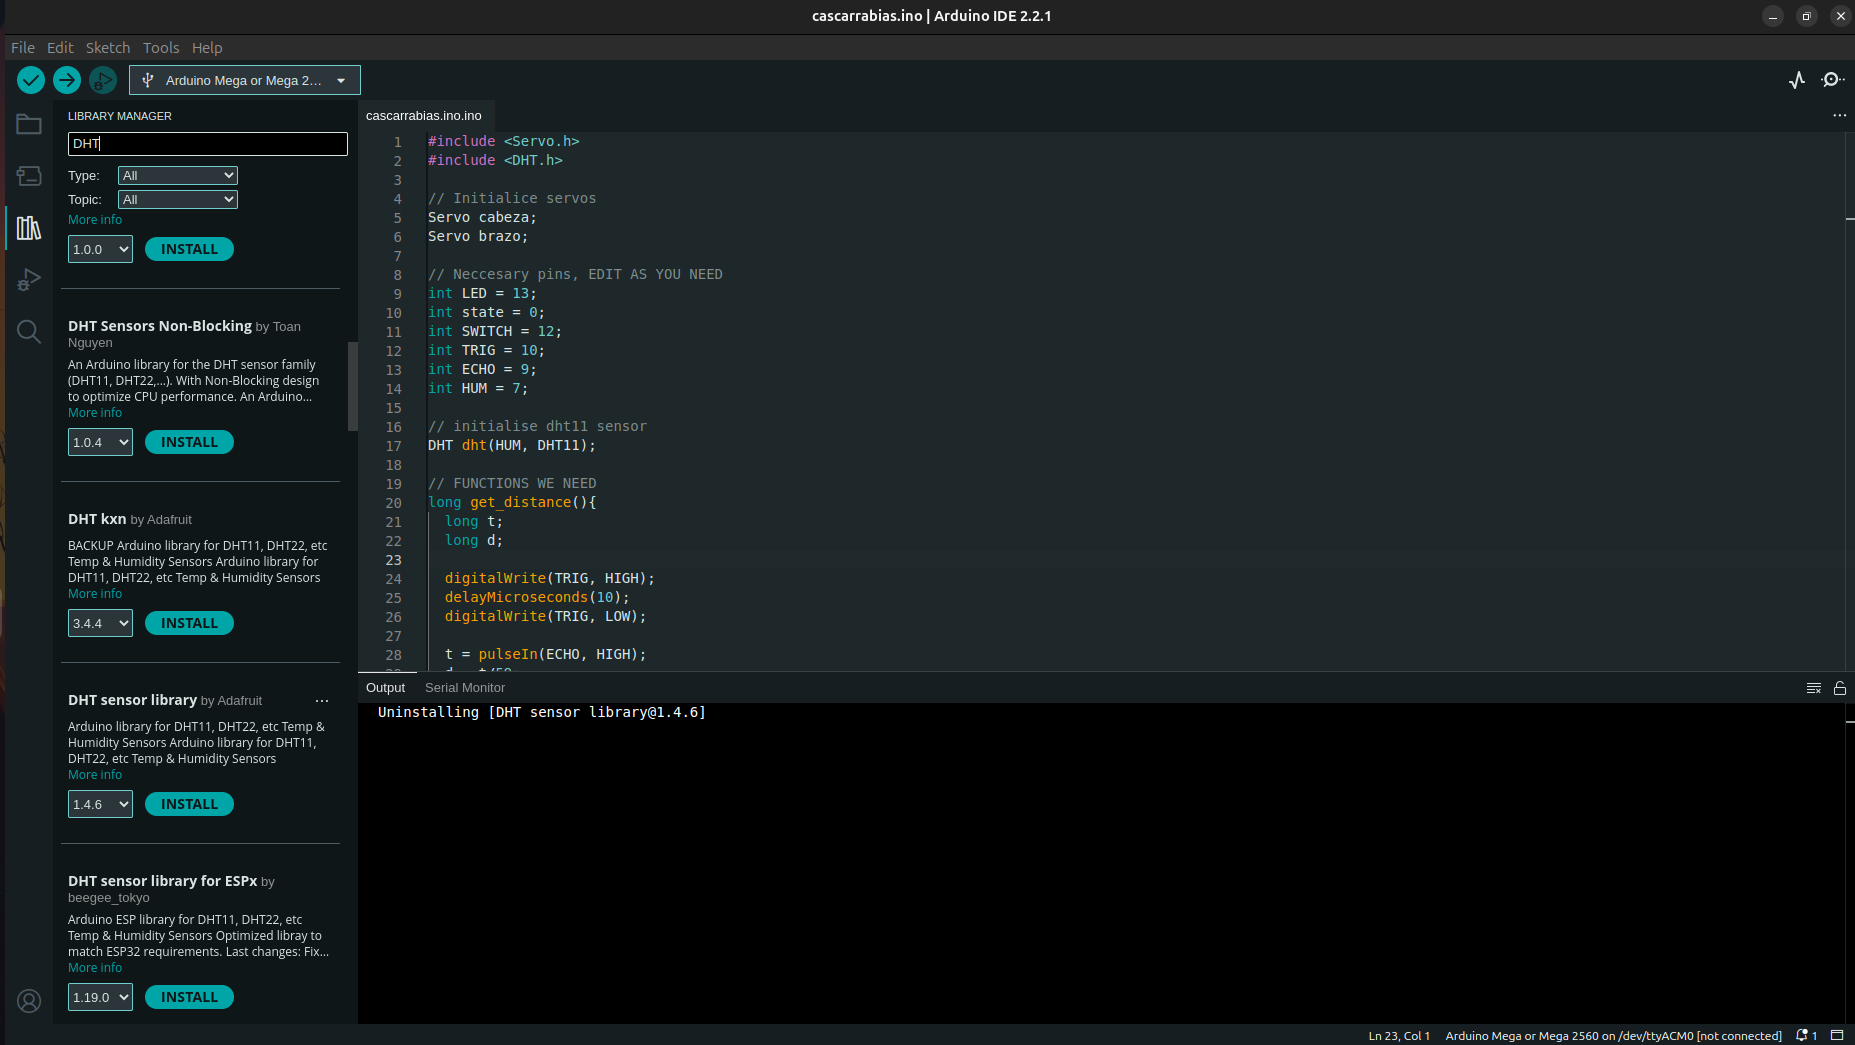 cascarrabias.ino | Arduino IDE 2.2.1
File Edit Sketch Tools Help
Arduino Mega or Mega 2...
LIBRARY MANAGER
DHT
Type: All
Topic: All
More info
1.0.0 INSTALL
DHT Sensors Non-Blocking by Toan
Nguyen
An Arduino library for the DHT sensor family
(DHT11, DHT22,...). With Non-Blocking design
to optimize CPU performance. An Arduino...
More info
1.0.4 INSTALL
DHT kxn by Adafruit
BACKUP Arduino library for DHT11, DHT22, etc
Temp & Humidity Sensors Arduino library for
DHT11, DHT22, etc Temp & Humidity Sensors
More info
3.4.4 INSTALL
DHT sensor library by Adafruit ...
Arduino library for DHT11, DHT22, etc Temp &
Humidity Sensors Arduino library for DHT11,
DHT22, etc Temp & Humidity Sensors
More info
1.4.6 INSTALL
DHT sensor library for ESPx by
beegee_tokyo
Arduino ESP library for DHT11, DHT22, etc
Temp & Humidity Sensors Optimized libray to
match ESP32 requirements. Last changes: Fix...
More info
1.19.0 INSTALL
cascarrabias.ino.ino
1 #include <Servo.h>
2 #include <DHT.h>
3
4 // Initialice servos
5 Servo cabeza;
6 Servo brazo;
7
8 // Neccesary pins, EDIT AS YOU NEED
9 int LED = 13;
10 int state = 0;
11 int SWITCH = 12;
12 int TRIG = 10;
13 int ECHO = 9;
14 int HUM = 7;
15
16 // initialise dht11 sensor
17 DHT dht(HUM, DHT11);
18
19 // FUNCTIONS WE NEED
20 long get_distance(){
21 long t;
22 long d;
23
24 digitalWrite(TRIG, HIGH);
25 delayMicroseconds(10);
26 digitalWrite(TRIG, LOW);
27
28 t = pulseIn(ECHO, HIGH);
Output Serial Monitor
Uninstalling [DHT sensor library@1.4.6]
Ln 23, Col 1 Arduino Mega or Mega 2560 on /dev/ttyACM0 [not connected] 1